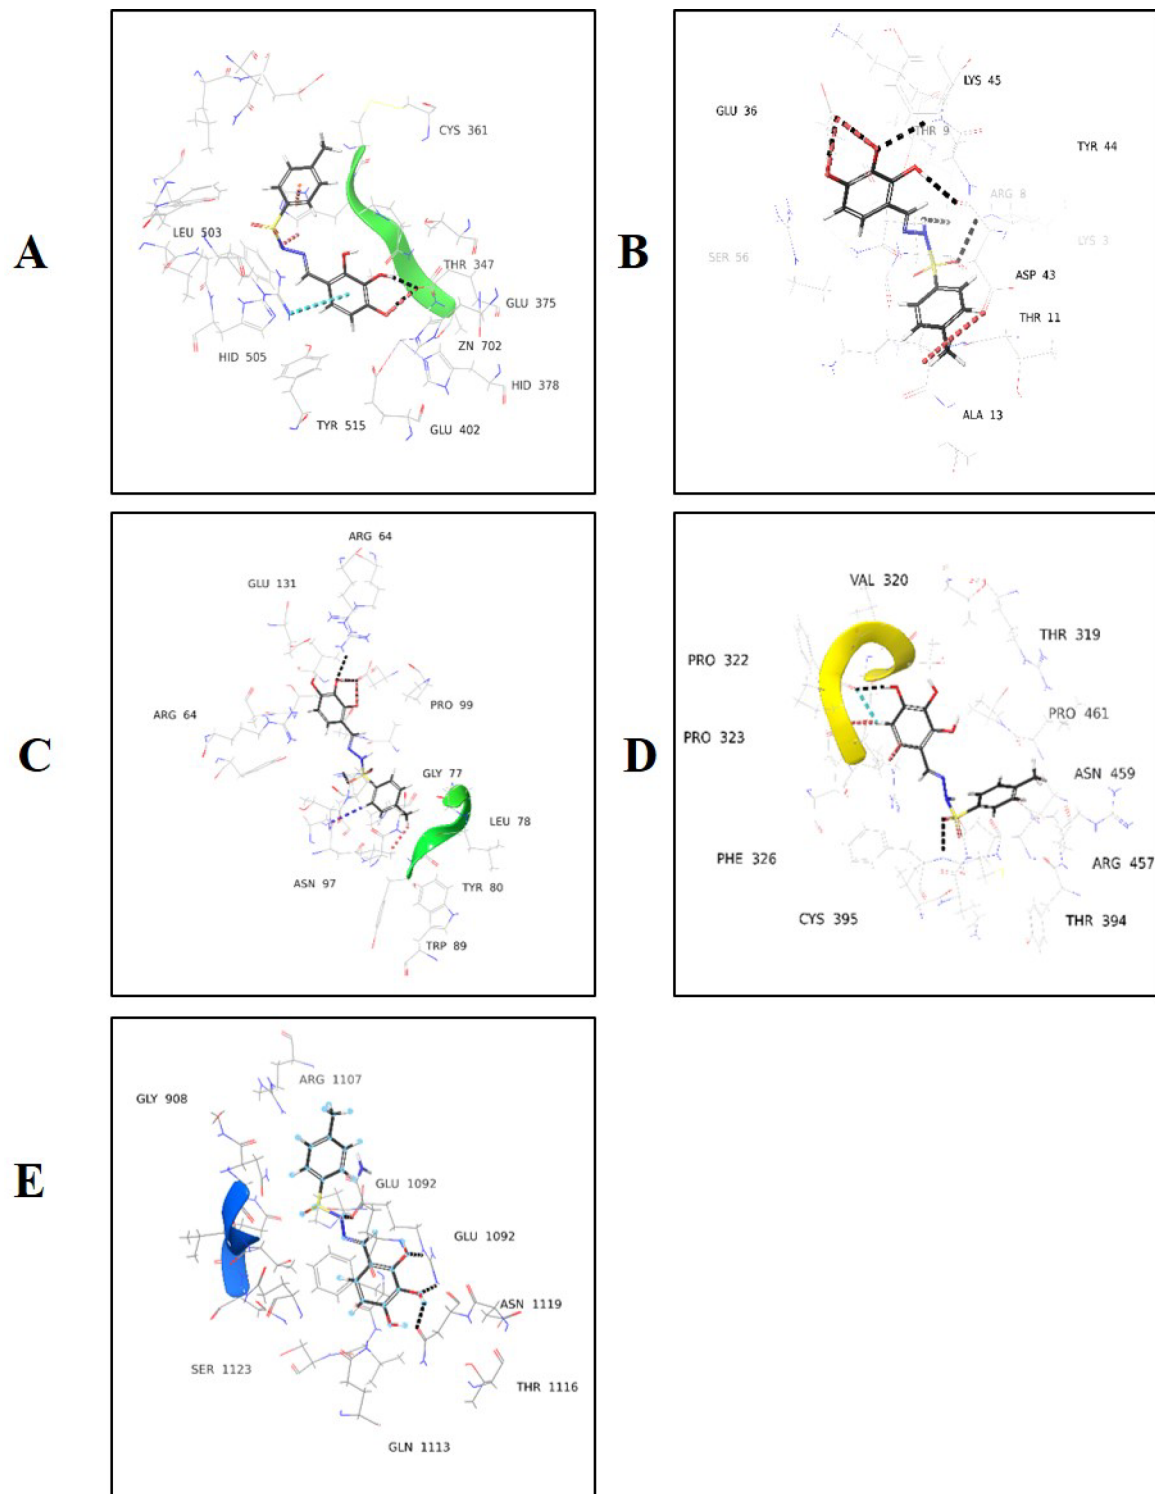 A
CYS 361
LEU 503
THR 347
GLU 375
ZN 702
HID 505
HID 378
TYR 515
GLU 402
B
LYS 45
GLU 36
THR 9
TYR 44
ARG 8
LYS 3
SER 56
ASP 43
THR 11
ALA 13
C
ARG 64
GLU 131
PRO 99
ARG 64
GLY 77
LEU 78
ASN 97
TYR 80
TRP 89
D
VAL 320
THR 319
PRO 322
PRO 461
PRO 323
ASN 459
PHE 326
ARG 457
CYS 395
THR 394
E
ARG 1107
GLY 908
GLU 1092
GLU 1092
ASN 1119
SER 1123
THR 1116
GLN 1113